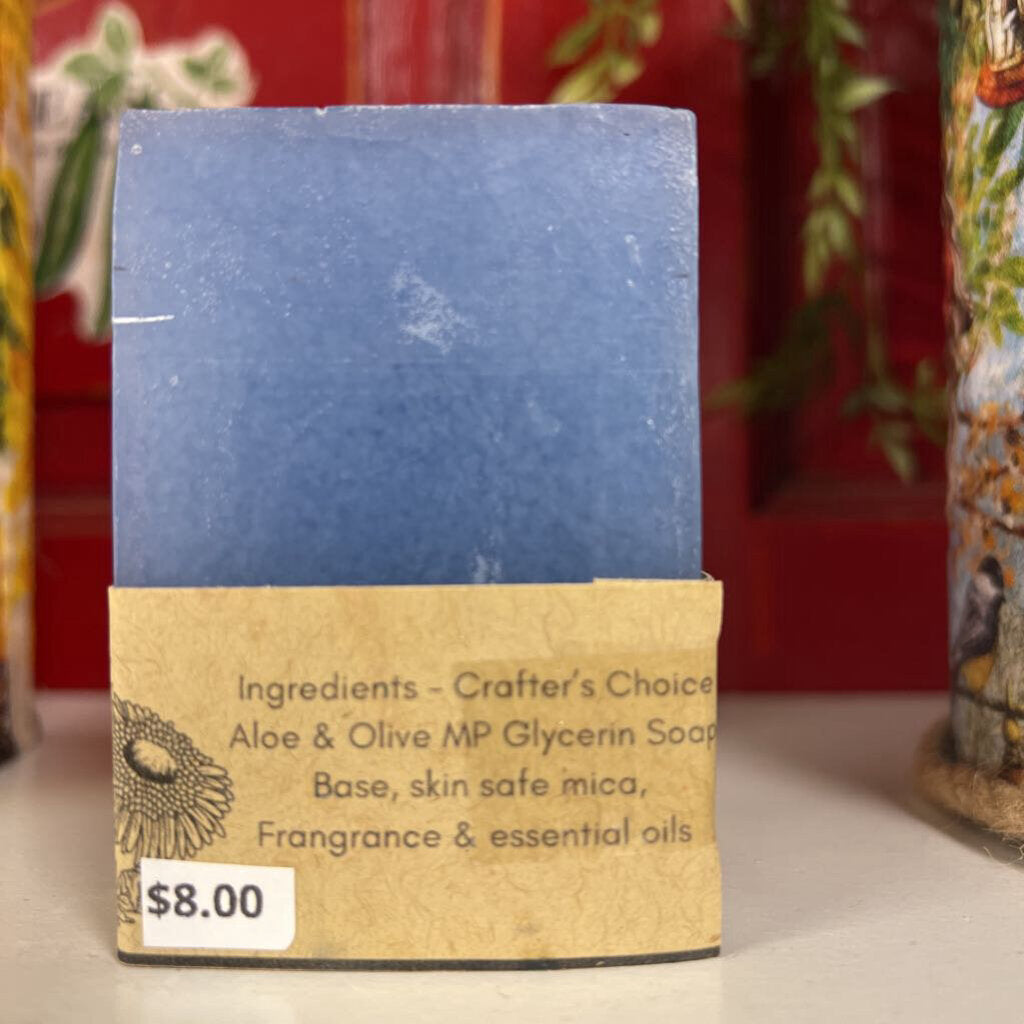 Ingredients - Crafter's Choice
Aloe & Olive MP Glycerin Soap
Base, skin safe mica,
Frangrance & essential oils
$8.00